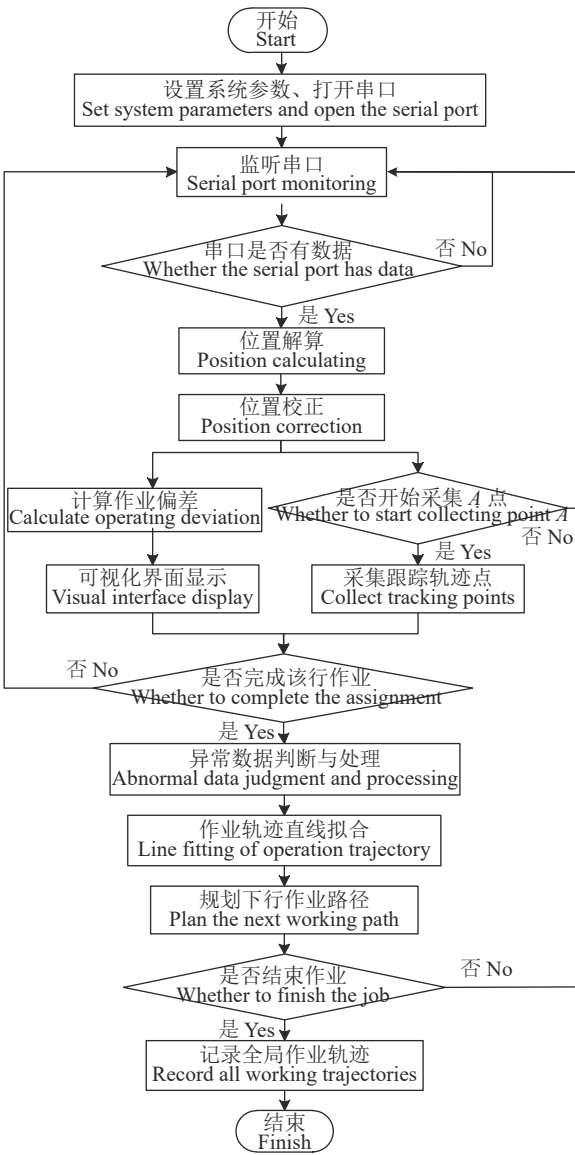 开始
Start
设置系统参数、打开串口
Set system parameters and open the serial port
监听串口
Serial port monitoring
串口是否有数据
Whether the serial port has data
否 No
是 Yes
位置解算
Position calculating
位置校正
Position correction
计算作业偏差
Calculate operating deviation
是否开始采集 A 点
Whether to start collecting point A
否 No
是 Yes
可视化界面显示
Visual interface display
采集跟踪轨迹点
Collect tracking points
否 No
是否完成该行作业
Whether to complete the assignment
是 Yes
异常数据判断与处理
Abnormal data judgment and processing
作业轨迹直线拟合
Line fitting of operation trajectory
规划下行作业路径
Plan the next working path
是否结束作业
Whether to finish the job
否 No
是 Yes
记录全局作业轨迹
Record all working trajectories
结束
Finish